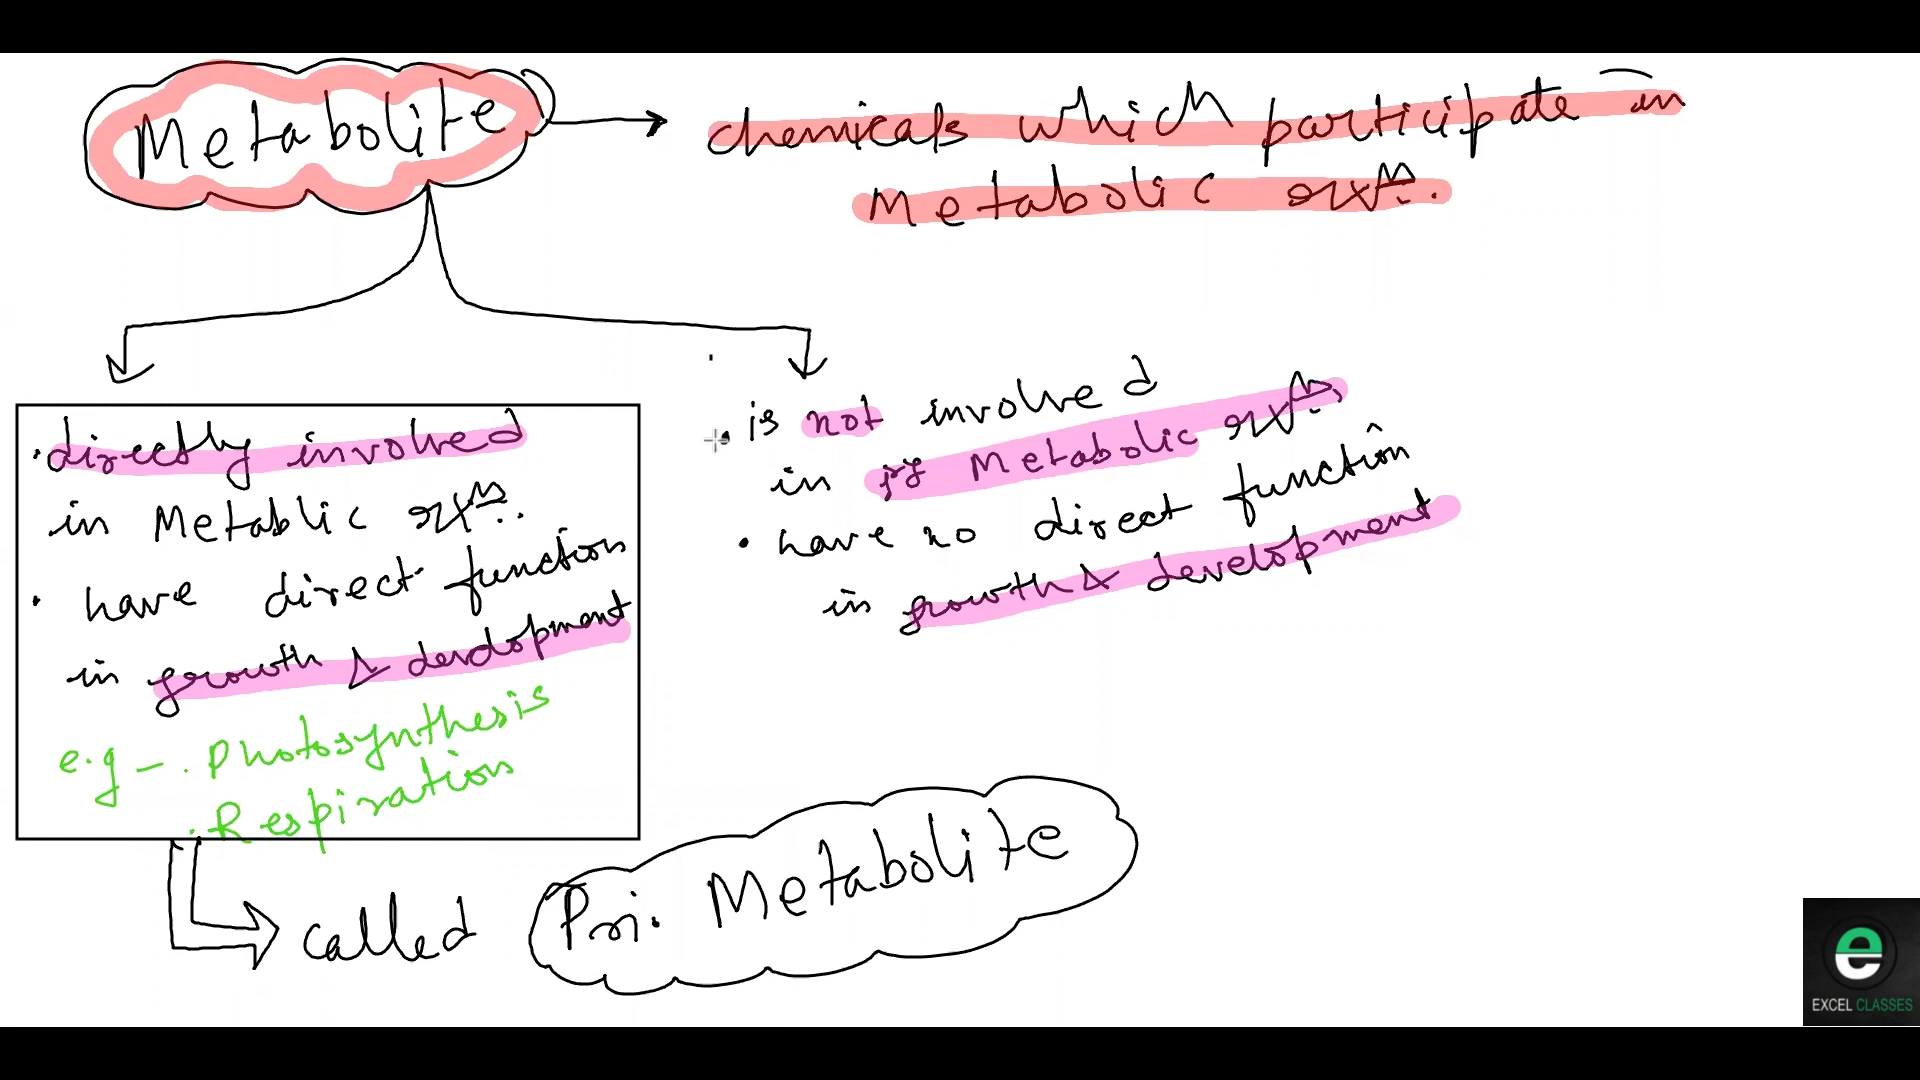 Metabolite
chemicals which participate in
Metabolic rxⁿ.
• directly involved
in Metablic rxⁿ.
• have direct function
in growth & devdopment
e.g – • Photosynthesis
• Respiration
• is not involved
in Metabolic rxⁿ.
• have no direct function
in growth & development
called Pri. Metabolite
e
EXCEL CLASSES